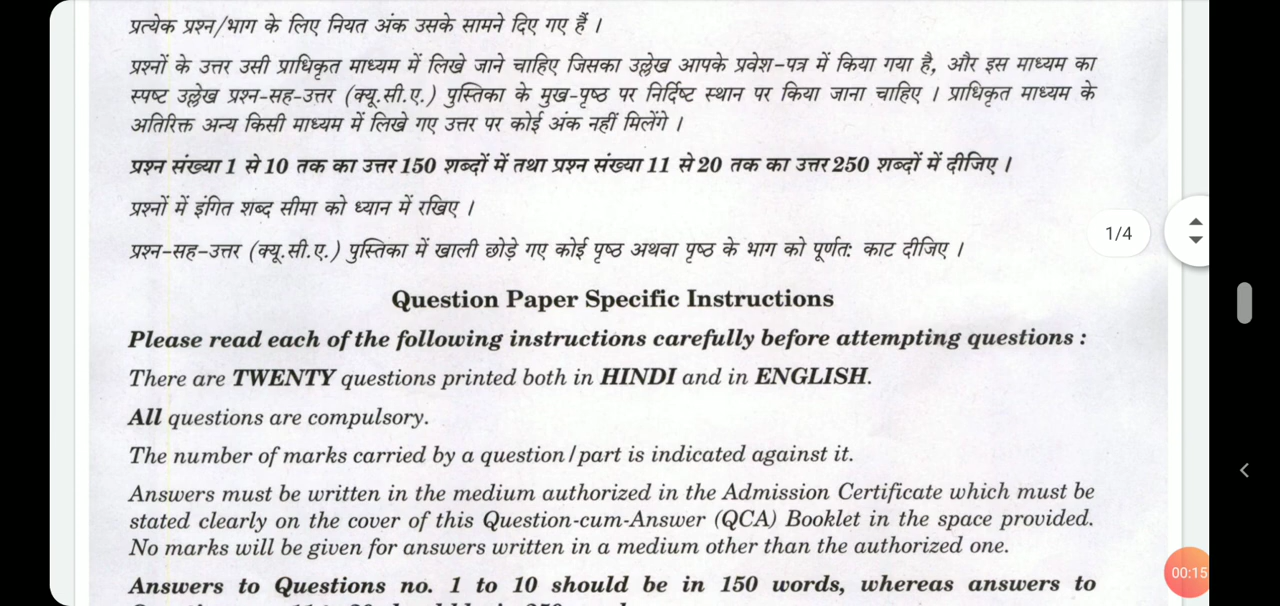 प्रत्येक प्रश्न/भाग के लिए नियत अंक उसके सामने दिए गए हैं ।
प्रश्नों के उत्तर उसी प्राधिकृत माध्यम में लिखे जाने चाहिए जिसका उल्लेख आपके प्रवेश-पत्र में किया गया है, और इस माध्यम का
स्पष्ट उल्लेख प्रश्न-सह-उत्तर (क्यू.सी.ए.) पुस्तिका के मुख-पृष्ठ पर निर्दिष्ट स्थान पर किया जाना चाहिए । प्राधिकृत माध्यम के
अतिरिक्त अन्य किसी माध्यम में लिखे गए उत्तर पर कोई अंक नहीं मिलेंगे ।
प्रश्न संख्या 1 से 10 तक का उत्तर 150 शब्दों में तथा प्रश्न संख्या 11 से 20 तक का उत्तर 250 शब्दों में दीजिए ।
प्रश्नों में इंगित शब्द सीमा को ध्यान में रखिए ।
1/4
प्रश्न-सह-उत्तर (क्यू.सी.ए.) पुस्तिका में खाली छोड़े गए कोई पृष्ठ अथवा पृष्ठ के भाग को पूर्णत: काट दीजिए ।
Question Paper Specific Instructions
Please read each of the following instructions carefully before attempting questions :
There are TWENTY questions printed both in HINDI and in ENGLISH.
All questions are compulsory.
The number of marks carried by a question/part is indicated against it.
Answers must be written in the medium authorized in the Admission Certificate which must be
stated clearly on the cover of this Question-cum-Answer (QCA) Booklet in the space provided.
No marks will be given for answers written in a medium other than the authorized one.
00:15
Answers to Questions no. 1 to 10 should be in 150 words, whereas answers to